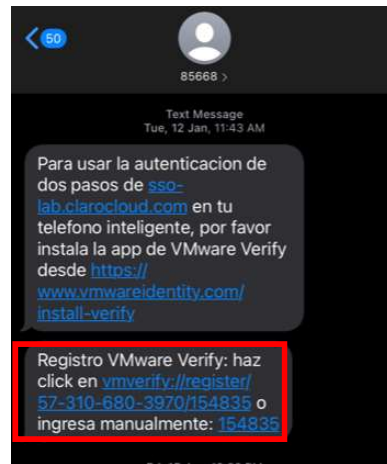 50
85668 >
Text Message
Tue, 12 Jan, 11:43 AM
Para usar la autenticacion de
dos pasos de sso-
lab.clarocloud.com en tu
telefono inteligente, por favor
instala la app de VMware Verify
desde https://
www.vmwareidentity.com/
install-verify
Registro VMware Verify: haz
click en vmverify://register/
57-310-680-3970/154835 o
ingresa manualmente: 154835